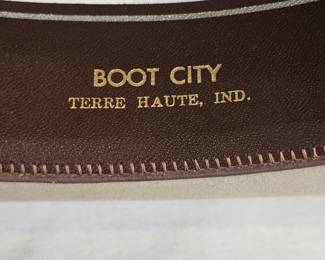 BOOT CITY
TERRE HAUTE, IND.